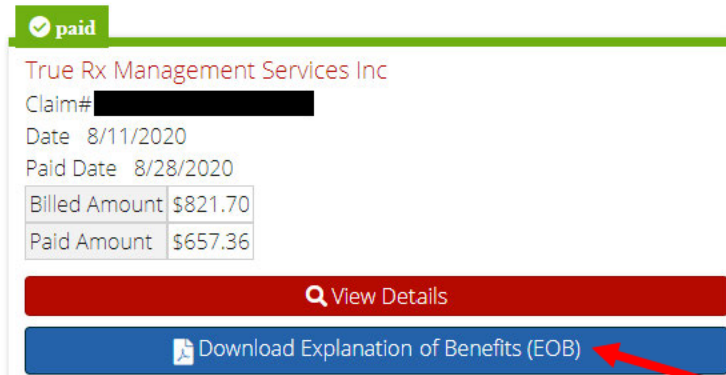 paid
True Rx Management Services Inc
Claim#
Date 8/11/2020
Paid Date 8/28/2020
Billed Amount $821.70
Paid Amount $657.36
View Details
Download Explanation of Benefits (EOB)